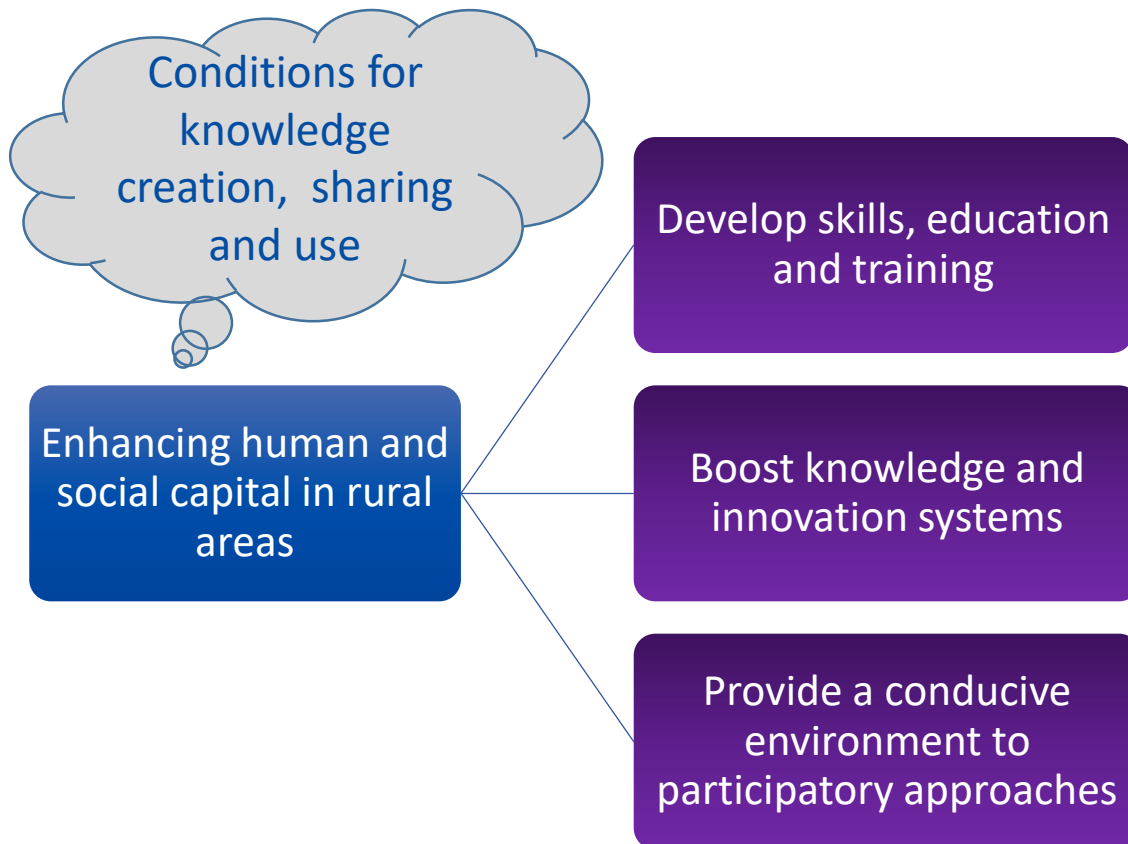 Conditions for
knowledge
creation,  sharing
and use
Enhancing human and
social capital in rural
areas
Develop skills, education
and training
Boost knowledge and
innovation systems
Provide a conducive
environment to
participatory approaches